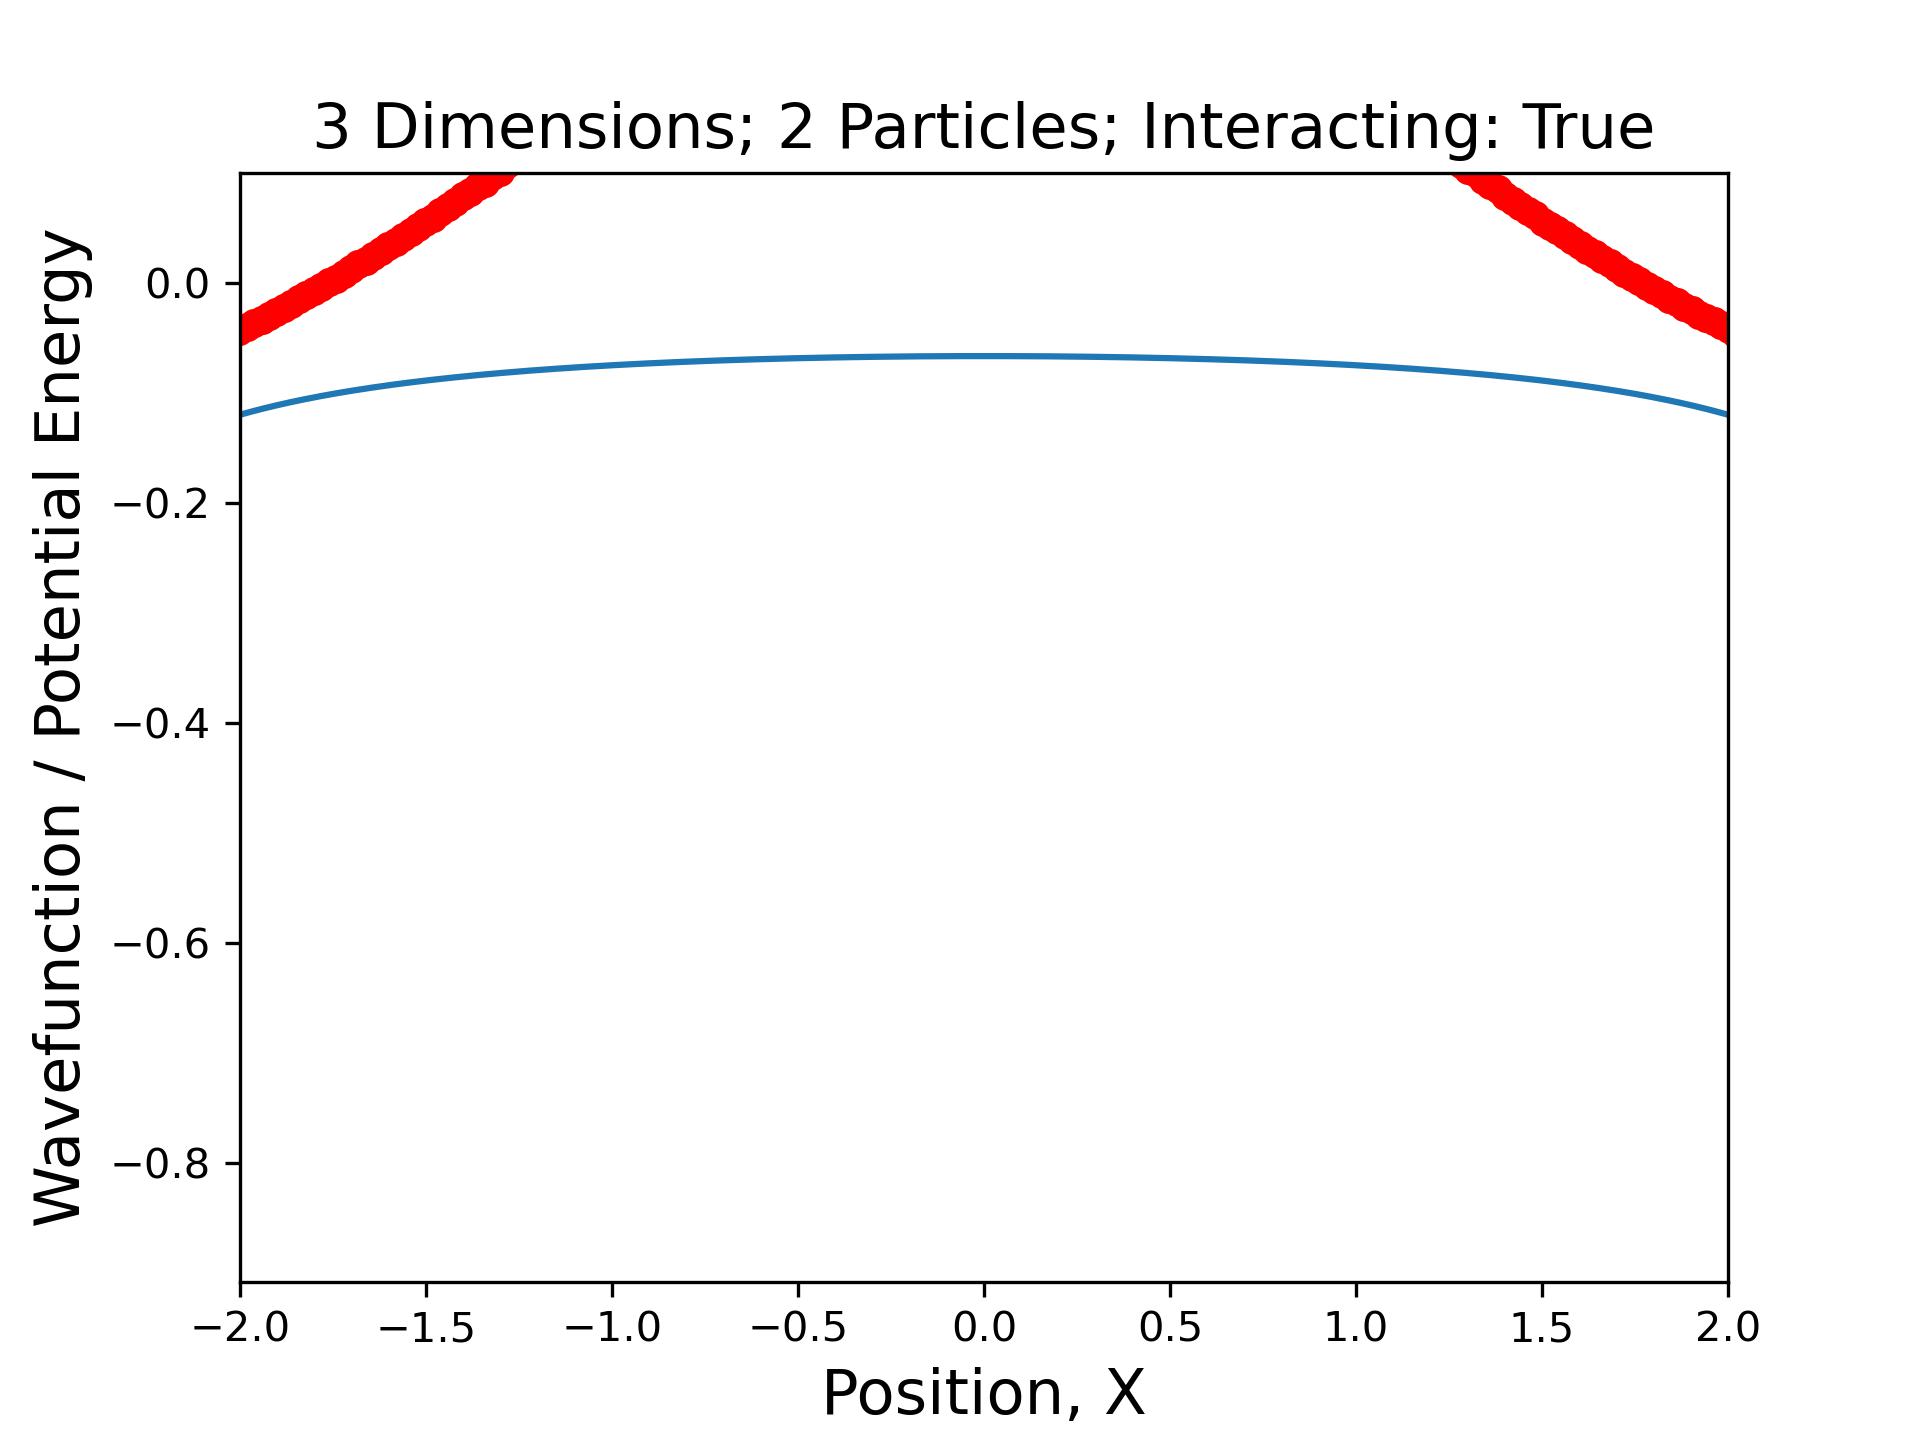 3 Dimensions; 2 Particles; Interacting: True
Wavefunction / Potential Energy
0.0
−0.2
−0.4
−0.6
−0.8
−2.0 −1.5 −1.0 −0.5 0.0 0.5 1.0 1.5 2.0
Position, X